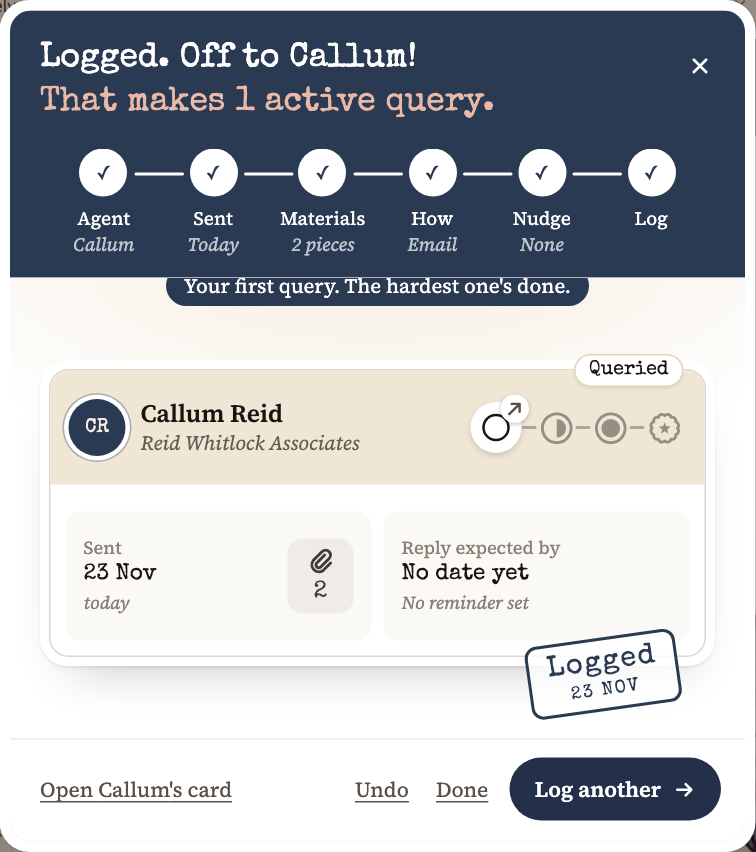 Logged. Off to Callum!
That makes 1 active query.
Agent
Callum
Sent
Today
Materials
2 pieces
How
Email
Nudge
None
Log
Your first query. The hardest one's done.
Queried
CR
Callum Reid
Reid Whitlock Associates
Sent
23 Nov
today
2
Reply expected by
No date yet
No reminder set
Logged
23 NOV
Open Callum's card
Undo
Done
Log another →